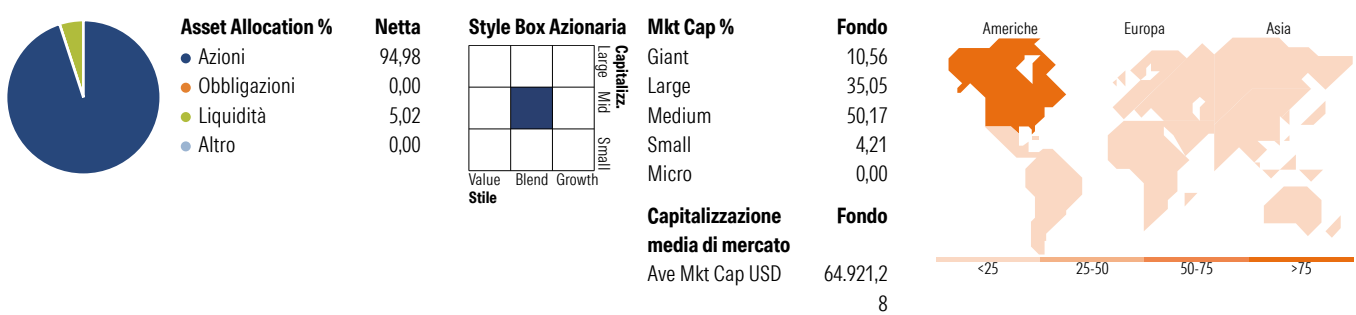 Asset Allocation % Netta
Azioni 94,98
Obbligazioni 0,00
Liquidità 5,02
Altro 0,00
Style Box Azionaria
Capitalizz.
Large Mid Small
Value Blend Growth
Stile
Mkt Cap % Fondo
Giant 10,56
Large 35,05
Medium 50,17
Small 4,21
Micro 0,00
Capitalizzazione Fondo
media di mercato
Ave Mkt Cap USD 64.921,2
8
Americhe Europa Asia
<25 25-50 50-75 >75